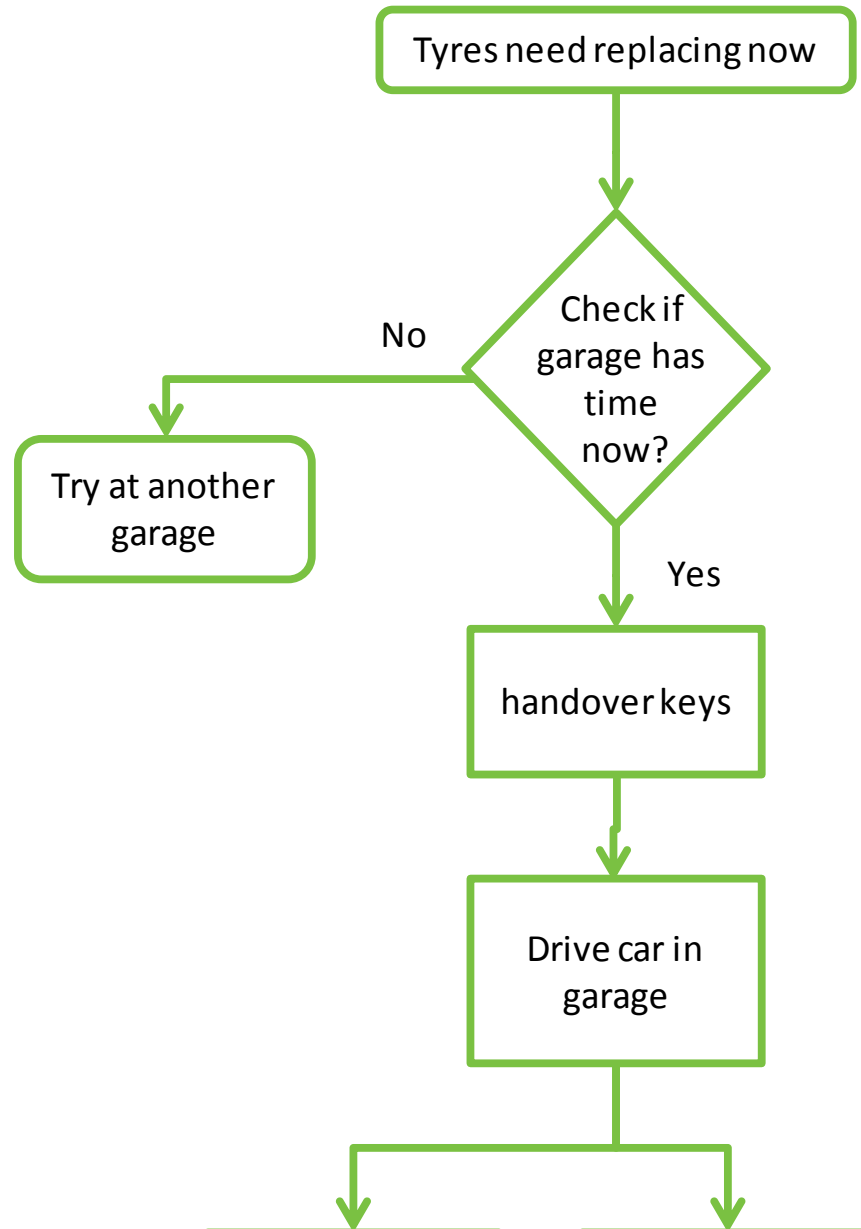 Tyres need replacing now
Check if
garage has
time
now?
No
Try at another
garage
Yes
handover keys
Drive car in
garage